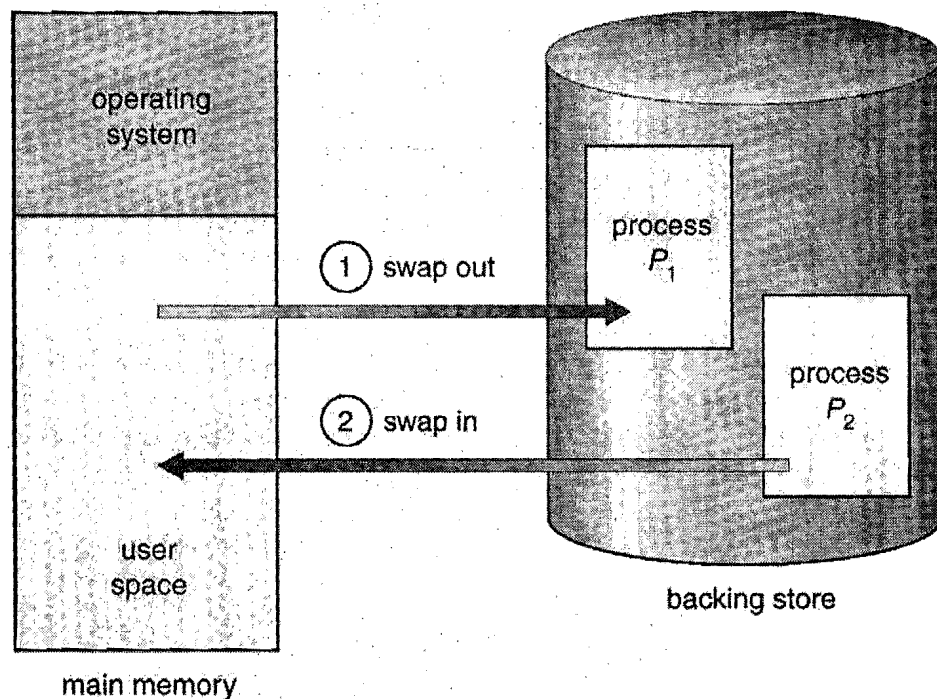 operating
system
process
P1
1 swap out
process
P2
2 swap in
user
space
backing store
main memory